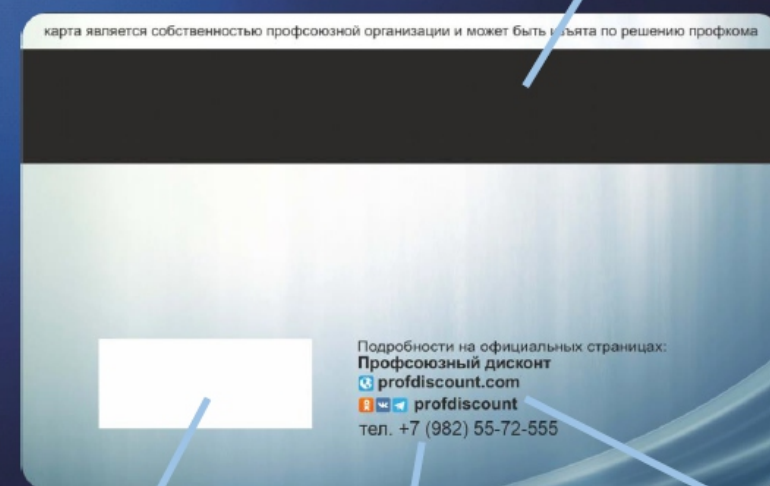 карта является собственностью профсоюзной организации и может быть изъята по решению профкома
Подробности на официальных страницах:
Профсоюзный дисконт
profdiscount.com
profdiscount
тел. +7 (982) 55-72-555